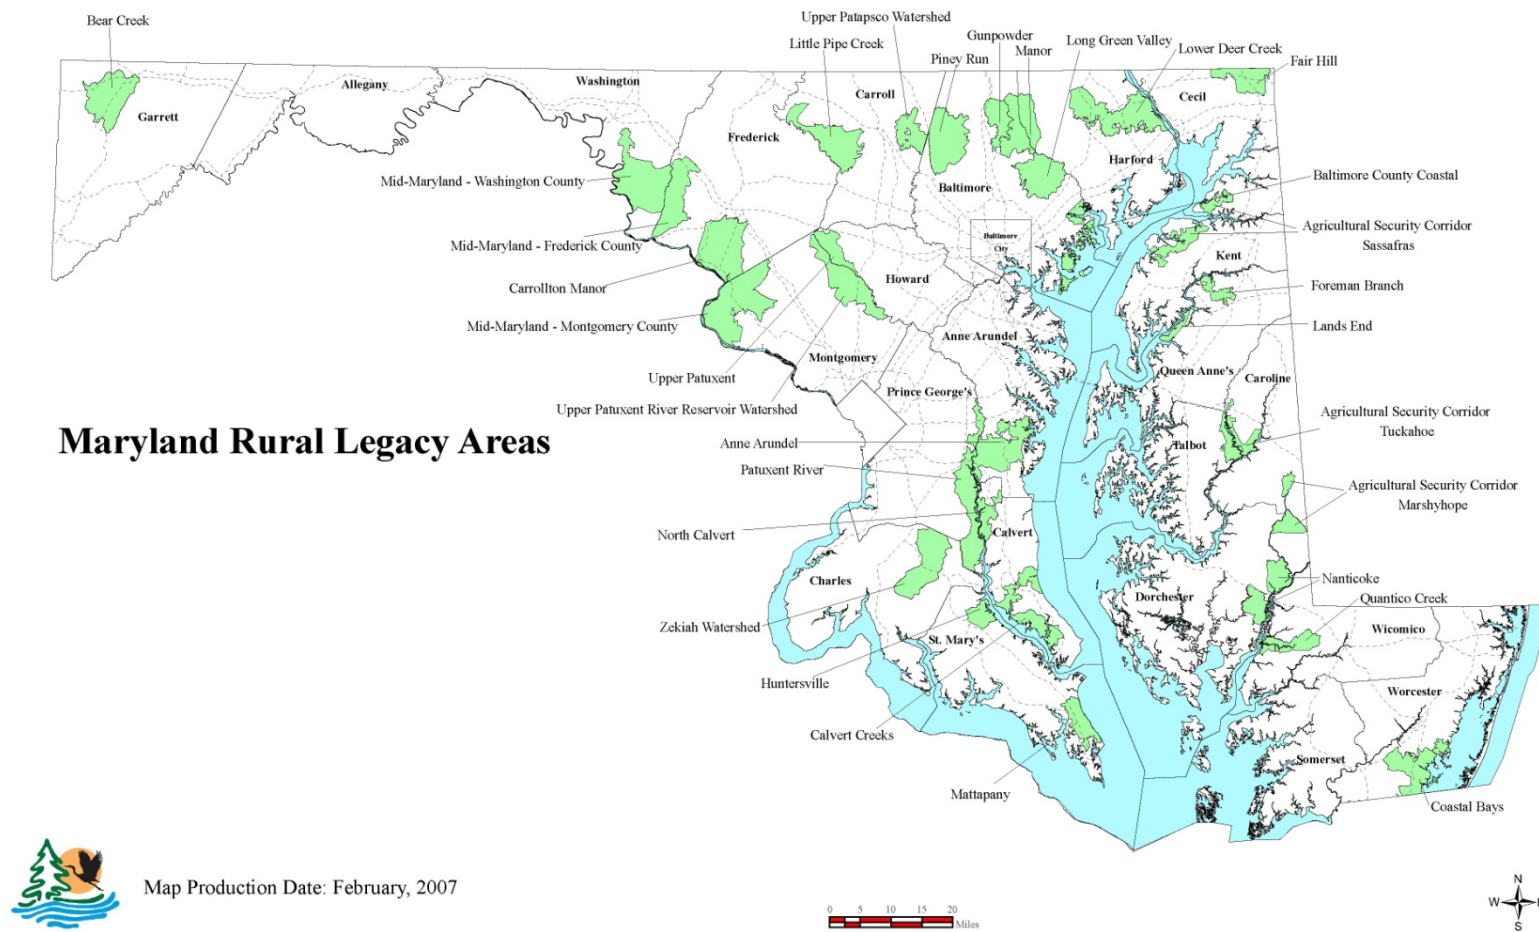 Bear Creek
Upper Patapsco Watershed
Little Pipe Creek
Gunpowder
Manor
Piney Run
Long Green Valley
Lower Deer Creek
Fair Hill
Garrett
Allegany
Washington
Frederick
Carroll
Baltimore
Harford
Cecil
Mid-Maryland - Washington County
Mid-Maryland - Frederick County
Carrollton Manor
Mid-Maryland - Montgomery County
Upper Patuxent
Upper Patuxent River Reservoir Watershed
Baltimore
City
Howard
Montgomery
Anne Arundel
Prince George's
Kent
Queen Anne's
Caroline
Talbot
Baltimore County Coastal
Agricultural Security Corridor
Sassafras
Foreman Branch
Lands End
Agricultural Security Corridor
Tuckahoe
Agricultural Security Corridor
Marshyhope
Nanticoke
Quantico Creek
Maryland Rural Legacy Areas
Anne Arundel
Patuxent River
North Calvert
Calvert
Charles
Zekiah Watershed
St. Mary's
Huntersville
Calvert Creeks
Mattapany
Dorchester
Wicomico
Worcester
Somerset
Coastal Bays
Map Production Date: February, 2007
0 5 10 15 20
Miles
N
W E
S